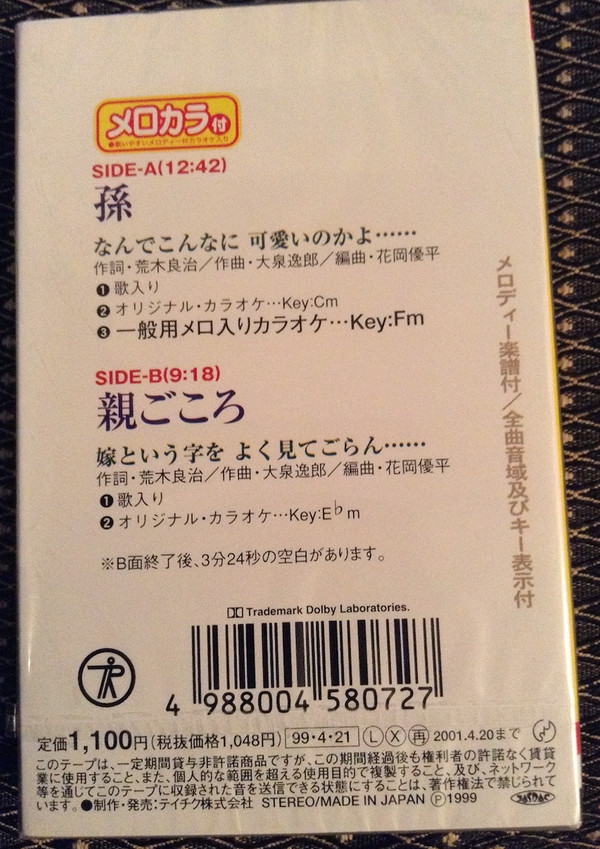 メロカラ付
●歌いやすいメロディー付カラオケ入り
SIDE-A(12:42)
孫
なんでこんなに 可愛いのかよ……
作詞・荒木良治／作曲・大泉逸郎／編曲・花岡優平
❶歌入り
❷オリジナル・カラオケ…Key:Cm
❸一般用メロ入りカラオケ…Key:Fm
SIDE-B(9:18)
親ごころ
嫁という字を よく見てごらん……
作詞・荒木良治／作曲・大泉逸郎／編曲・花岡優平
❶歌入り
❷オリジナル・カラオケ…Key:E♭m
※B面終了後、3分24秒の空白があります。
メロディー楽譜付／全曲音域及びキー表示付
Trademark Dolby Laboratories.
4 988004 580727
定価1,100円(税抜価格1,048円) 99・4・21 Ⓛ Ⓧ 再 2001.4.20まで
このテープは、一定期間貸与非許諾商品ですが、この期間経過後も権利者の許諾なく賃貸
業に使用すること、また、個人的な範囲を超える使用目的で複製すること、及び、ネットワーク
等を通じてこのテープに収録された音を送信できる状態にすることは、著作権法で禁じられて
います。●制作・発売：テイチク株式会社 STEREO/MADE IN JAPAN Ⓟ1999
JASRAC